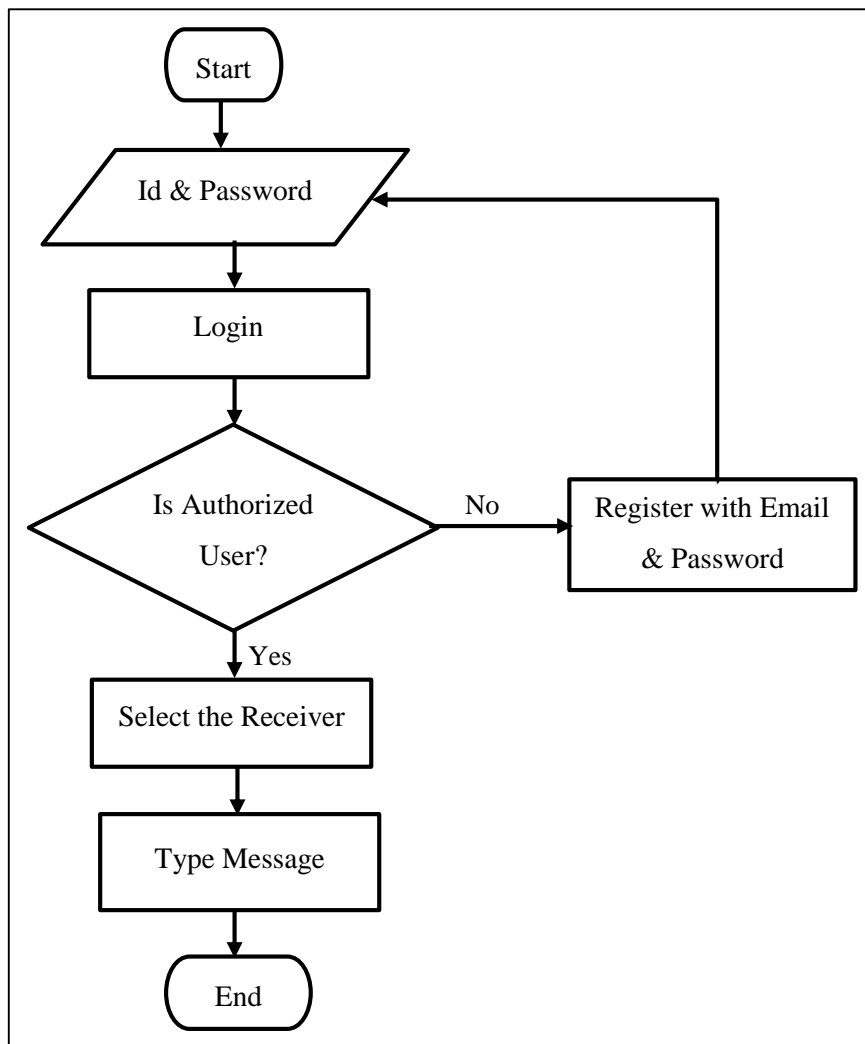 Start
Id & Password
Login
Is Authorized
User?
No
Register with Email
& Password
Yes
Select the Receiver
Type Message
End